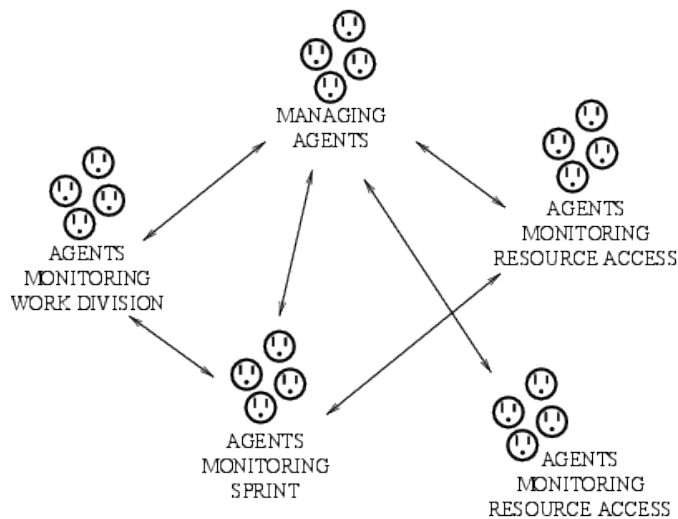 MANAGING
AGENTS
AGENTS
MONITORING
WORK DIVISION
AGENTS
MONITORING
RESOURCE ACCESS
AGENTS
MONITORING
SPRINT
AGENTS
MONITORING
RESOURCE ACCESS